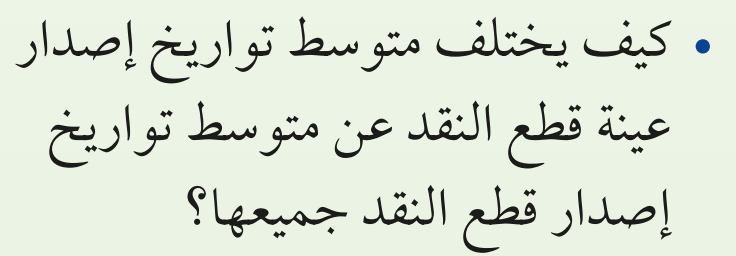 • كيف يختلف متوسط تواريخ إصدار
عينة قطع النقد عن متوسط تواريخ
إصدار قطع النقد جميعها؟